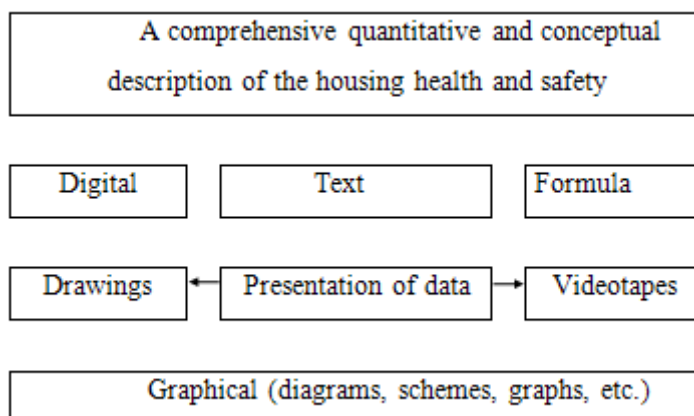 A comprehensive quantitative and conceptual
description of the housing health and safety
Digital
Text
Formula
Drawings
Presentation of data
Videotapes
Graphical (diagrams, schemes, graphs, etc.)